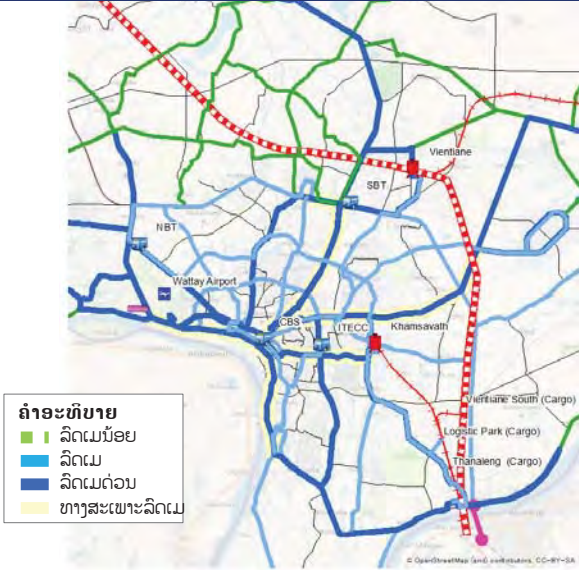 Vientiane
SBT
NBT
Wattay Airport
CBS
ITECC
Khamsavath
Vientiane South (Cargo)
Logistic Park (Cargo)
Thanaleng (Cargo)
ຄຳອະທິບາຍ
ລົດເມນ້ອຍ
ລົດເມ
ລົດເມດ່ວນ
ທາງສະເພາະລົດເມ
© OpenStreetMap (and) contributors, CC-BY-SA